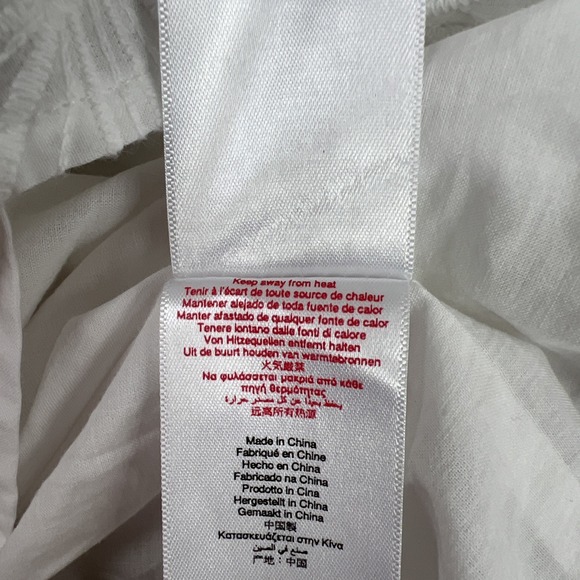 Keep away from heat
Tenir à l'écart de toute source de chaleur
Mantener alejado de toda fuente de calor
Manter afastado de qualquer fonte de calor
Tenere lontano dalle fonti di calore
Von Hitzequellen entfernt halten
Uit de buurt houden van warmtebronnen
火気厳禁
Να φυλάσσεται μακριά από κάθε
πηγή θερμότητας
يحفظ بعيداً عن كل مصدر حرارة
远离所有热源
Made in China
Fabriqué en Chine
Hecho en China
Fabricado na China
Prodotto in Cina
Hergestellt in China
Gemaakt in China
中国製
Κατασκευάζεται στην Κίνα
صنع في الصين
产地: 中国